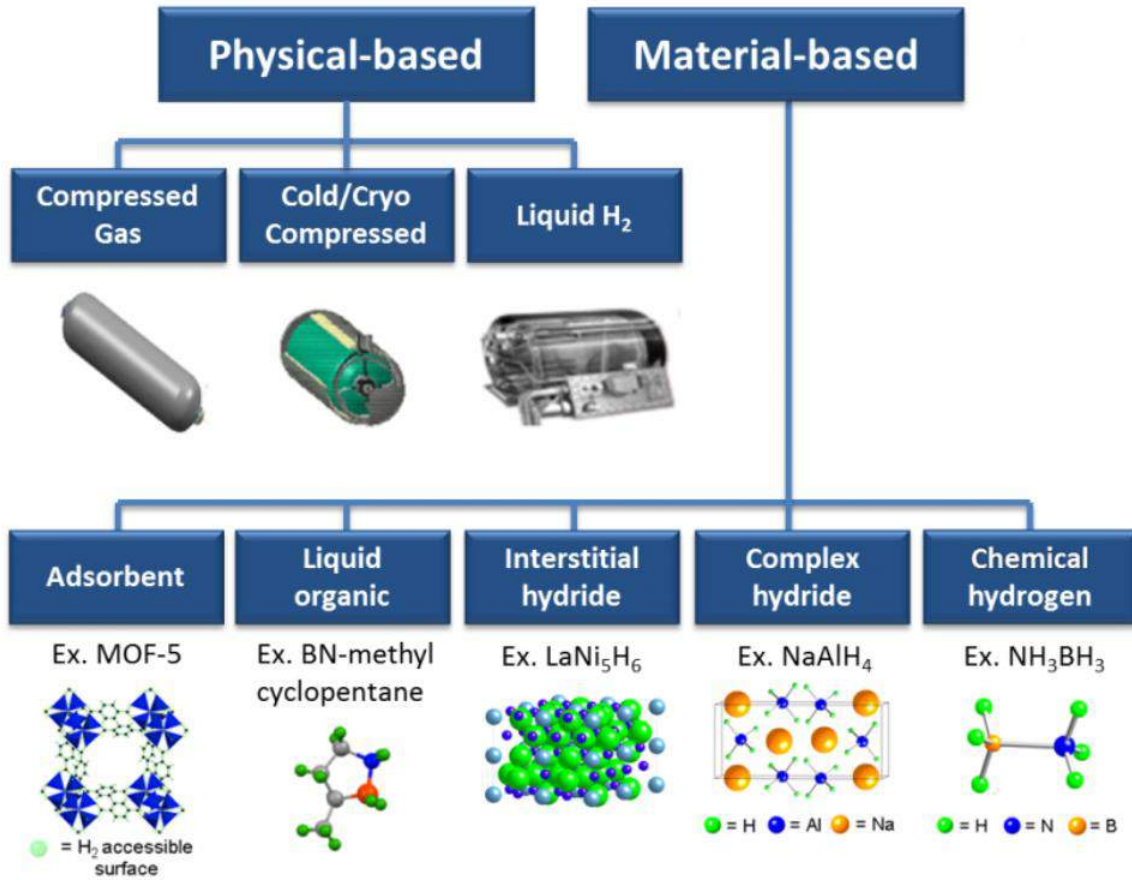 Physical-based
Material-based
Compressed
Gas
Cold/Cryo
Compressed
Liquid H₂
Adsorbent
Liquid
organic
Interstitial
hydride
Complex
hydride
Chemical
hydrogen
Ex. MOF-5
Ex. BN-methyl
cyclopentane
Ex. LaNi₅H₆
Ex. NaAlH₄
Ex. NH₃BH₃
= H₂ accessible
surface
= H = Al = Na
= H = N = B